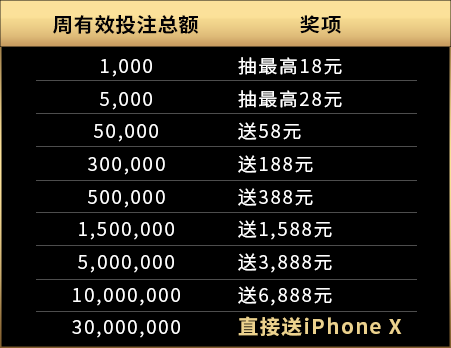 周有效投注总额 奖项
1,000 抽最高18元
5,000 抽最高28元
50,000 送58元
300,000 送188元
500,000 送388元
1,500,000 送1,588元
5,000,000 送3,888元
10,000,000 送6,888元
30,000,000 直接送iPhone X